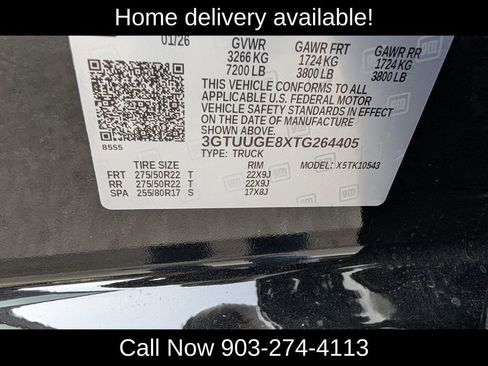 Home delivery available!
01/26 GVWR GAWR FRT GAWR RR
3266 KG 1724 KG 1724 KG
7200 LB 3800 LB 3800 LB
THIS VEHICLE CONFORMS TO ALL
APPLICABLE U.S. FEDERAL MOTOR
VEHICLE SAFETY STANDARDS IN EFFECT
ON THE DATE OF MANUFACTURE SHOWN ABOVE.
3GTUUGE8XTG264405
8555 TYPE: TRUCK
MODEL: X5TK10543
TIRE SIZE RIM
FRT 275/50R22 T 22X9J
RR 275/50R22 T 22X9J
SPA 255/80R17 S 17X8J
Call Now 903-274-4113